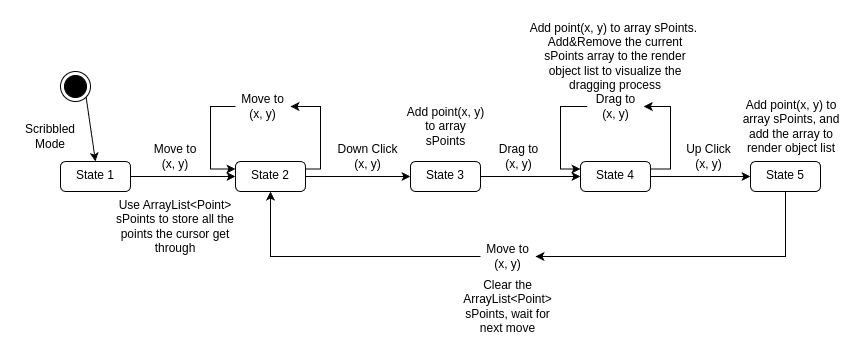 Add point(x, y) to array sPoints.
Add&Remove the current
sPoints array to the render
object list to visualize the
dragging process
Drag to
(x, y)
Move to
(x, y)
Add point(x, y)
to array
sPoints
Add point(x, y) to
array sPoints, and
add the array to
render object list
Scribbled
Mode
Move to
(x, y)
Down Click
(x, y)
Drag to
(x, y)
Up Click
(x, y)
State 1
State 2
State 3
State 4
State 5
Use ArrayList<Point>
sPoints to store all the
points the cursor get
through
Move to
(x, y)
Clear the
ArrayList<Point>
sPoints, wait for
next move